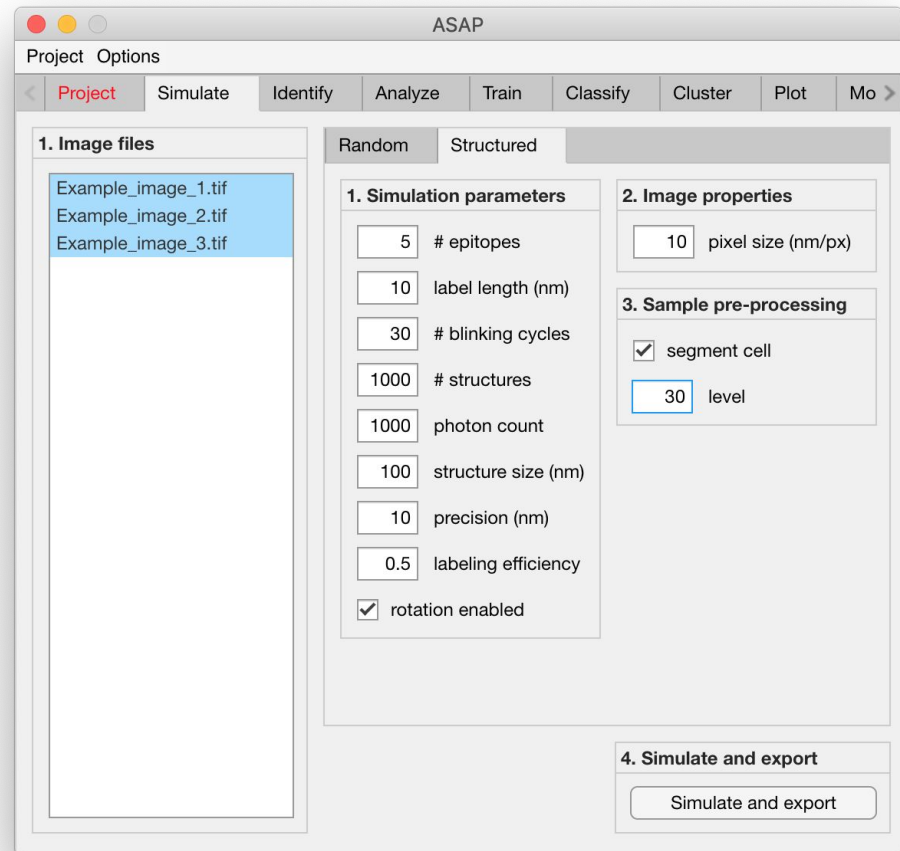 ASAP
Project Options
Project Simulate Identify Analyze Train Classify Cluster Plot Mo
1. Image files
Example_image_1.tif
Example_image_2.tif
Example_image_3.tif
Random Structured
1. Simulation parameters
5 # epitopes
10 label length (nm)
30 # blinking cycles
1000 # structures
1000 photon count
100 structure size (nm)
10 precision (nm)
0.5 labeling efficiency
rotation enabled
2. Image properties
10 pixel size (nm/px)
3. Sample pre-processing
segment cell
30 level
4. Simulate and export
Simulate and export